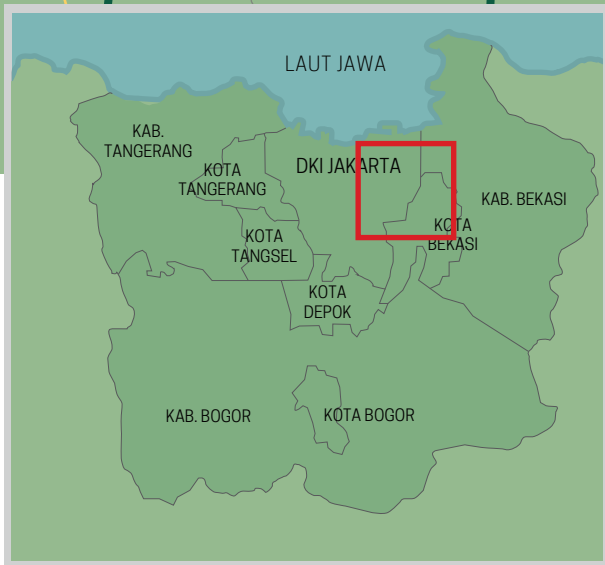 LAUT JAWA
KAB.
TANGERANG
KOTA
TANGERANG
DKI JAKARTA
KAB. BEKASI
KOTA
BEKASI
KOTA
TANGSEL
KOTA
DEPOK
KAB. BOGOR
KOTA BOGOR